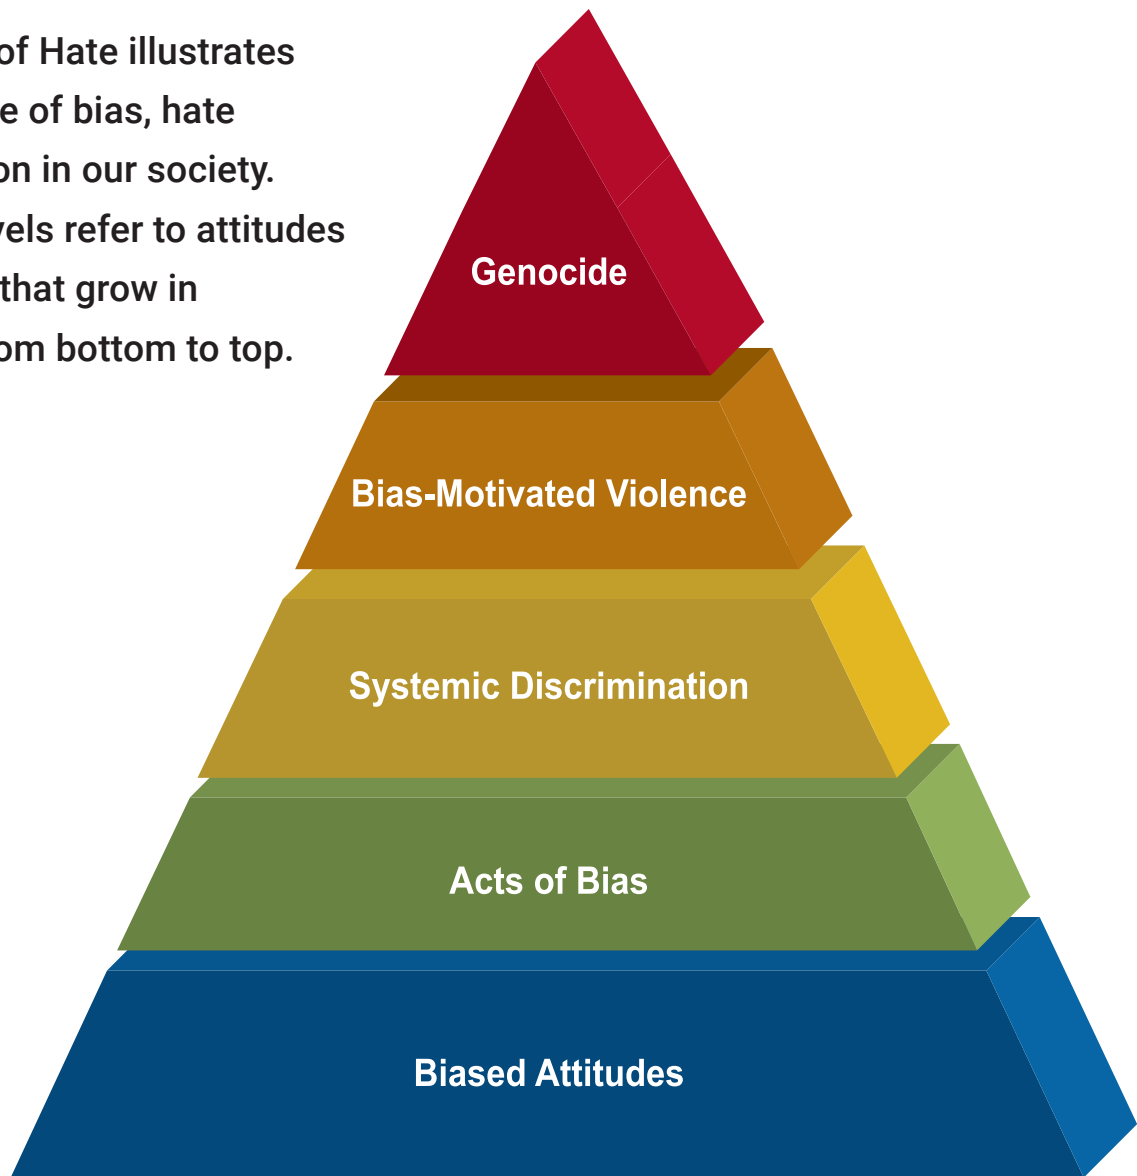 of Hate illustrates
e of bias, hate
on in our society.
vels refer to attitudes
that grow in
om bottom to top.
Genocide
Bias-Motivated Violence
Systemic Discrimination
Acts of Bias
Biased Attitudes